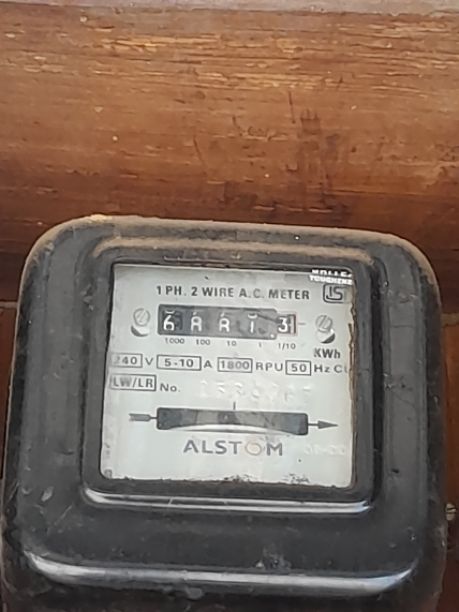 TOUGHENE
1 PH. 2 WIRE A.C. METER
1000 100 10 1 1/10
KWh
240 V 5-10 A 1800 RPU 50 Hz
LW/LR No.
ALSTOM